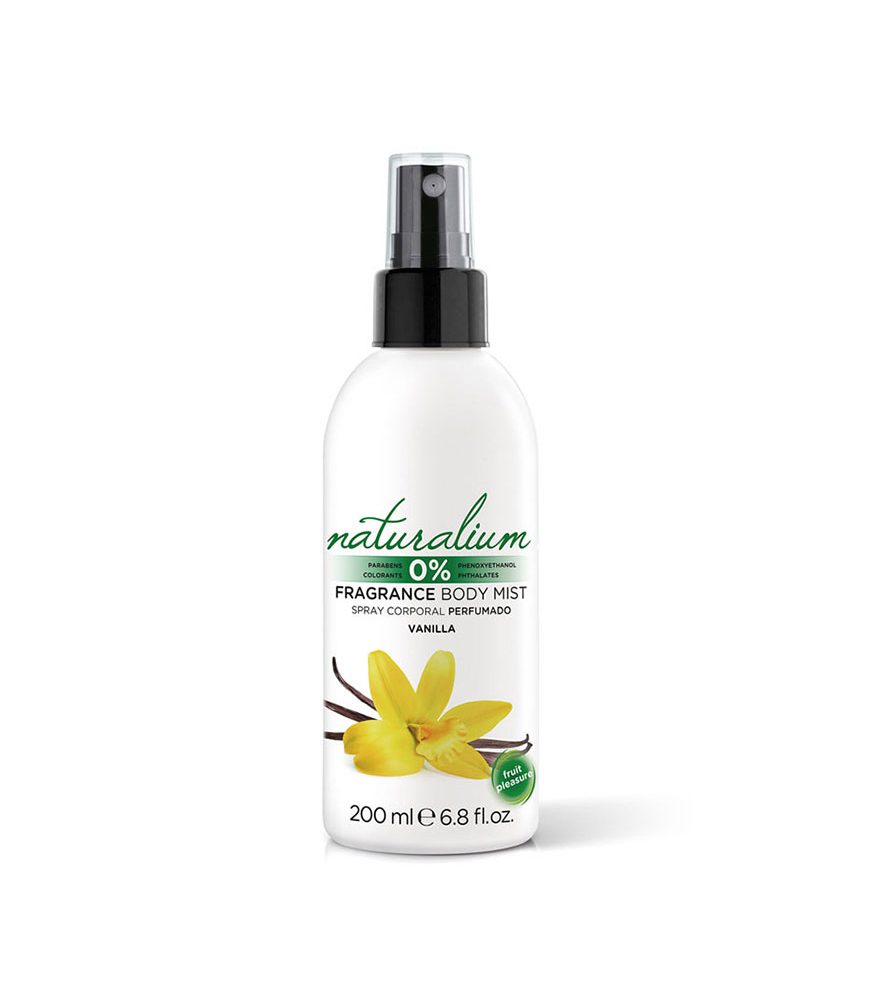 naturalium
PARABENS 0% PHENOXYETHANOL
COLORANTS PHTHALATES
FRAGRANCE BODY MIST
SPRAY CORPORAL PERFUMADO
VANILLA
fruit
pleasure
200 ml e 6.8 fl.oz.